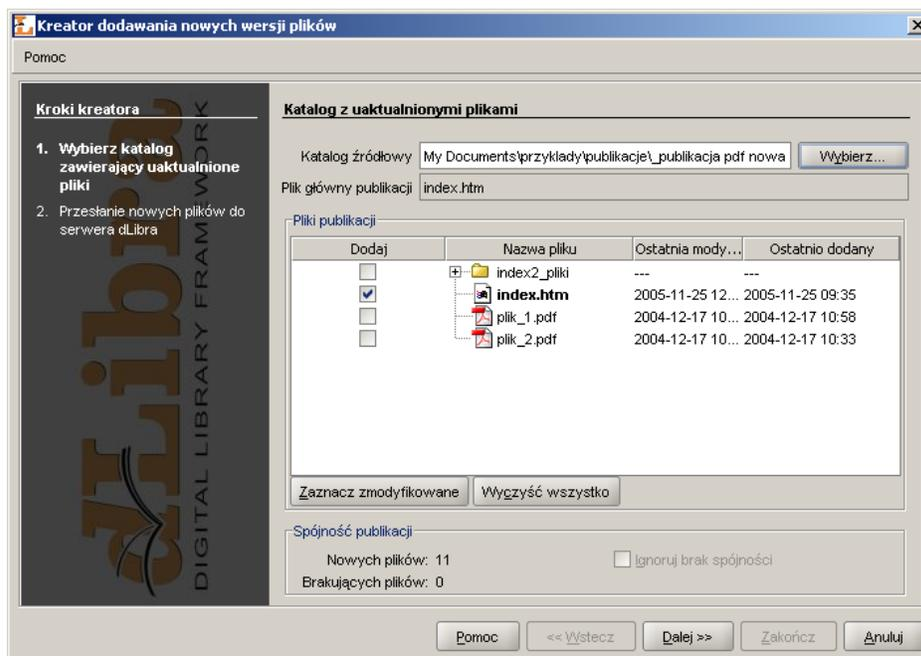 Kreator dodawania nowych wersji plików
Pomoc
Kroki kreatora
1. Wybierz katalog
zawierający uaktualnione
pliki
2. Przesłanie nowych plików do
serwera dLibra
dLibra
DIGITAL LIBRARY FRAMEWORK
Katalog z uaktualnionymi plikami
Katalog źródłowy My Documents\przyklady\publikacje\_publikacja pdf nowa Wybierz...
Plik główny publikacji index.htm
Pliki publikacji
Dodaj Nazwa pliku Ostatnia mody... Ostatnio dodany
index2_pliki --- ---
index.htm 2005-11-25 12... 2005-11-25 09:35
plik_1.pdf 2004-12-17 10... 2004-12-17 10:58
plik_2.pdf 2004-12-17 10... 2004-12-17 10:33
Zaznacz zmodyfikowane Wyczyść wszystko
Spójność publikacji
Nowych plików: 11 Ignoruj brak spójności
Brakujących plików: 0
Pomoc << Wstecz Dalej >> Zakończ Anuluj